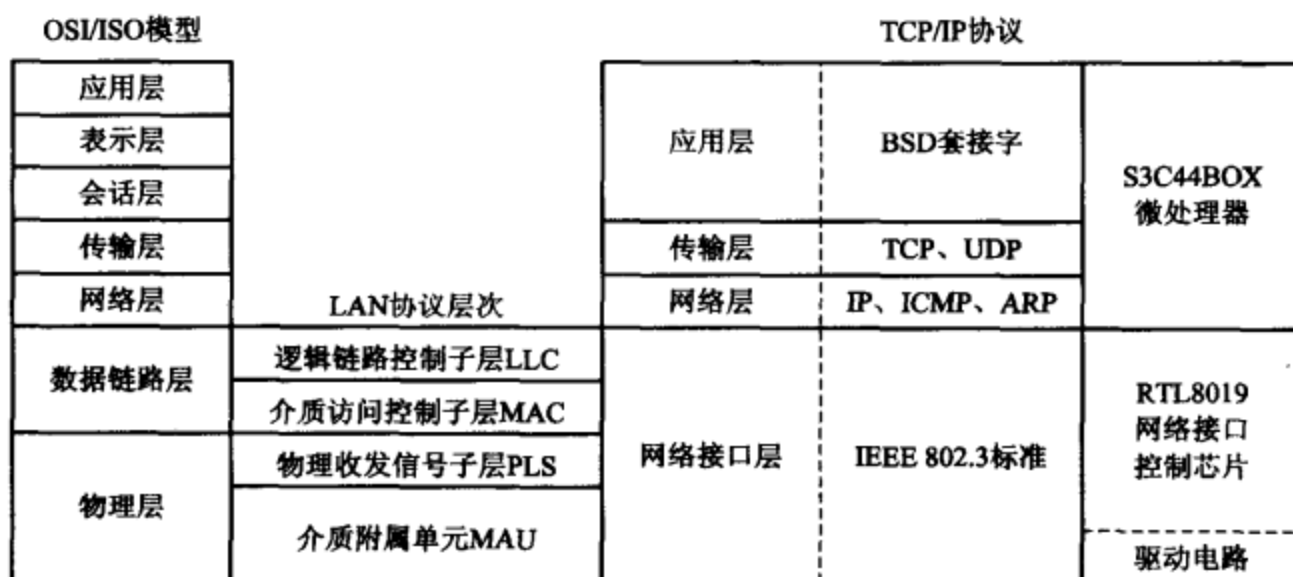 OSI/ISO模型
TCP/IP协议
应用层
表示层
会话层
传输层
网络层
数据链路层
物理层
LAN协议层次
逻辑链路控制子层LLC
介质访问控制子层MAC
物理收发信号子层PLS
介质附属单元MAU
应用层
BSD套接字
传输层
TCP、UDP
网络层
IP、ICMP、ARP
网络接口层
IEEE 802.3标准
S3C44BOX
微处理器
RTL8019
网络接口
控制芯片
驱动电路